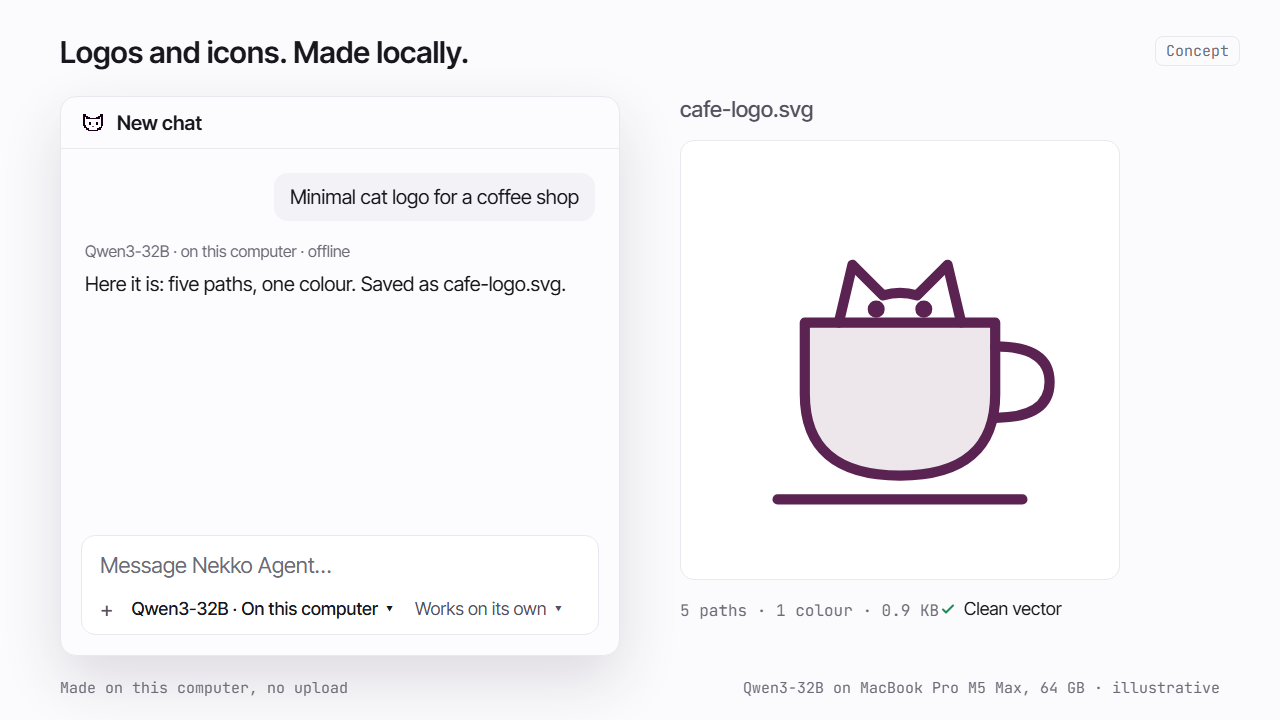 Logos and icons. Made locally.
Concept
New chat
Minimal cat logo for a coffee shop
Qwen3-32B · on this computer · offline
Here it is: five paths, one colour. Saved as cafe-logo.svg.
Message Nekko Agent...
+ Qwen3-32B · On this computer ▾ Works on its own ▾
cafe-logo.svg
5 paths · 1 colour · 0.9 KB ✓ Clean vector
Made on this computer, no upload
Qwen3-32B on MacBook Pro M5 Max, 64 GB · illustrative